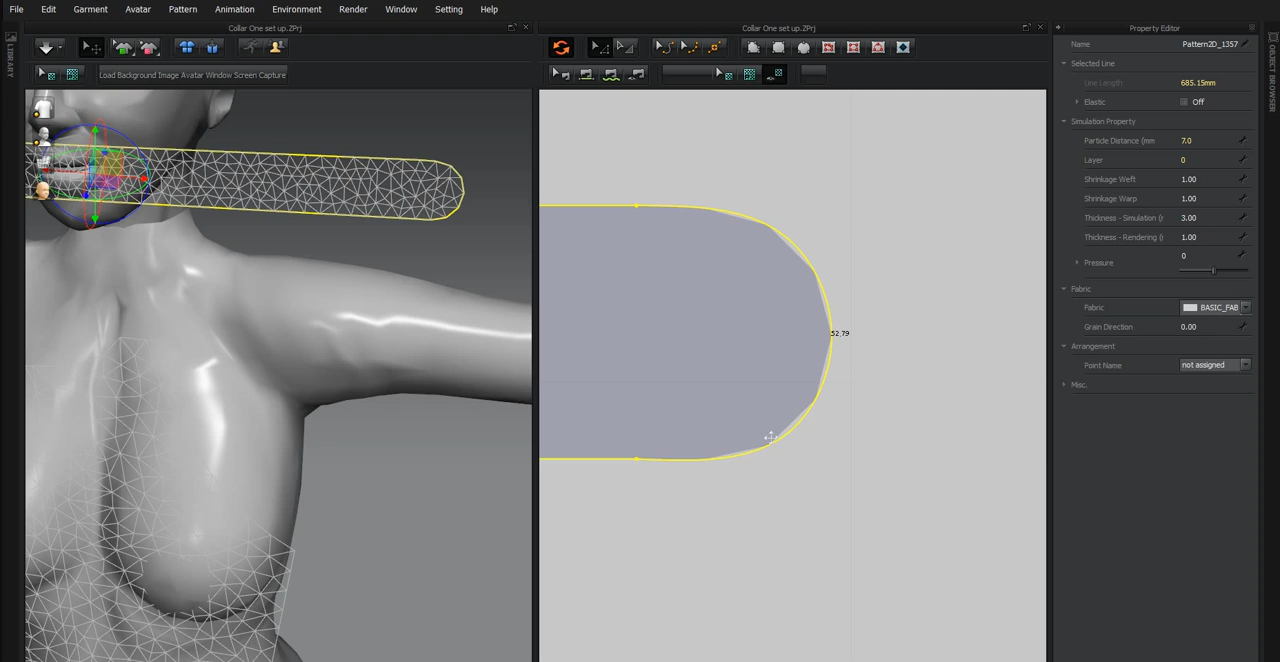 File Edit Garment Avatar Pattern Animation Environment Render Window Setting Help
Collar One set up.ZPrj
Collar One set up.ZPrj
Property Editor
LIBRARY
OBJECT BROWSER
Name Pattern2D_1357
Selected Line
Line Length 685.15mm
Elastic Off
Simulation Property
Particle Distance (mm 7.0
Layer 0
Shrinkage Weft 1.00
Shrinkage Warp 1.00
Thickness - Simulation (r 3.00
Thickness - Rendering (r 1.00
Pressure 0
Fabric
Fabric BASIC_FAB
Grain Direction 0.00
Arrangement
Point Name not assigned
Misc.
Load Background Image Avatar Window Screen Capture
52,79